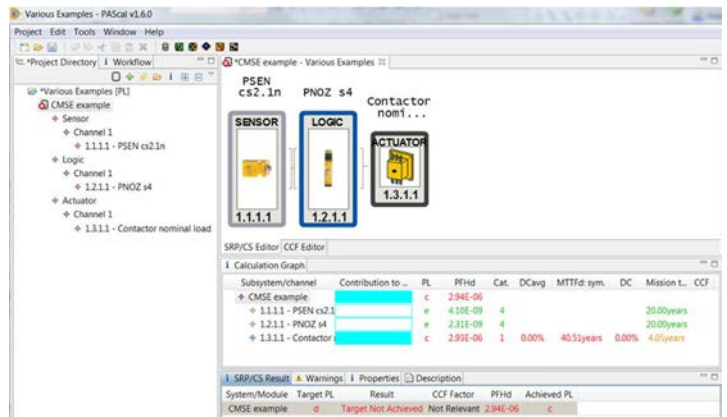 Various Examples - PAScal v1.6.0
Project Edit Tools Window Help
*Project Directory Workflow
*CMSE example - Various Examples
*Various Examples [PL]
CMSE example
Sensor
Channel 1
1.1.1.1 - PSEN cs2.1n
Logic
Channel 1
1.2.1.1 - PNOZ s4
Actuator
Channel 1
1.3.1.1 - Contactor nominal load
PSEN
cs2.1n
PNOZ s4
Contactor
nomi...
SENSOR
LOGIC
ACTUATOR
1.1.1.1
1.2.1.1
1.3.1.1
SRP/CS Editor CCF Editor
Calculation Graph
Subsystem/channel Contribution to ... PL PFHd Cat. DCavg MTTFd: sym. DC Mission t... CCF
CMSE example c 2.94E-06
1.1.1.1 - PSEN cs2.1 e 4.10E-09 4 20.00years
1.2.1.1 - PNOZ s4 e 2.31E-09 4 20.00years
1.3.1.1 - Contactor c 2.93E-06 1 0.00% 40.51years 0.00% 4.05years
SRP/CS Result Warnings Properties Description
System/Module Target PL Result CCF Factor PFHd Achieved PL
CMSE example d Target Not Achieved Not Relevant 2.94E-06 c